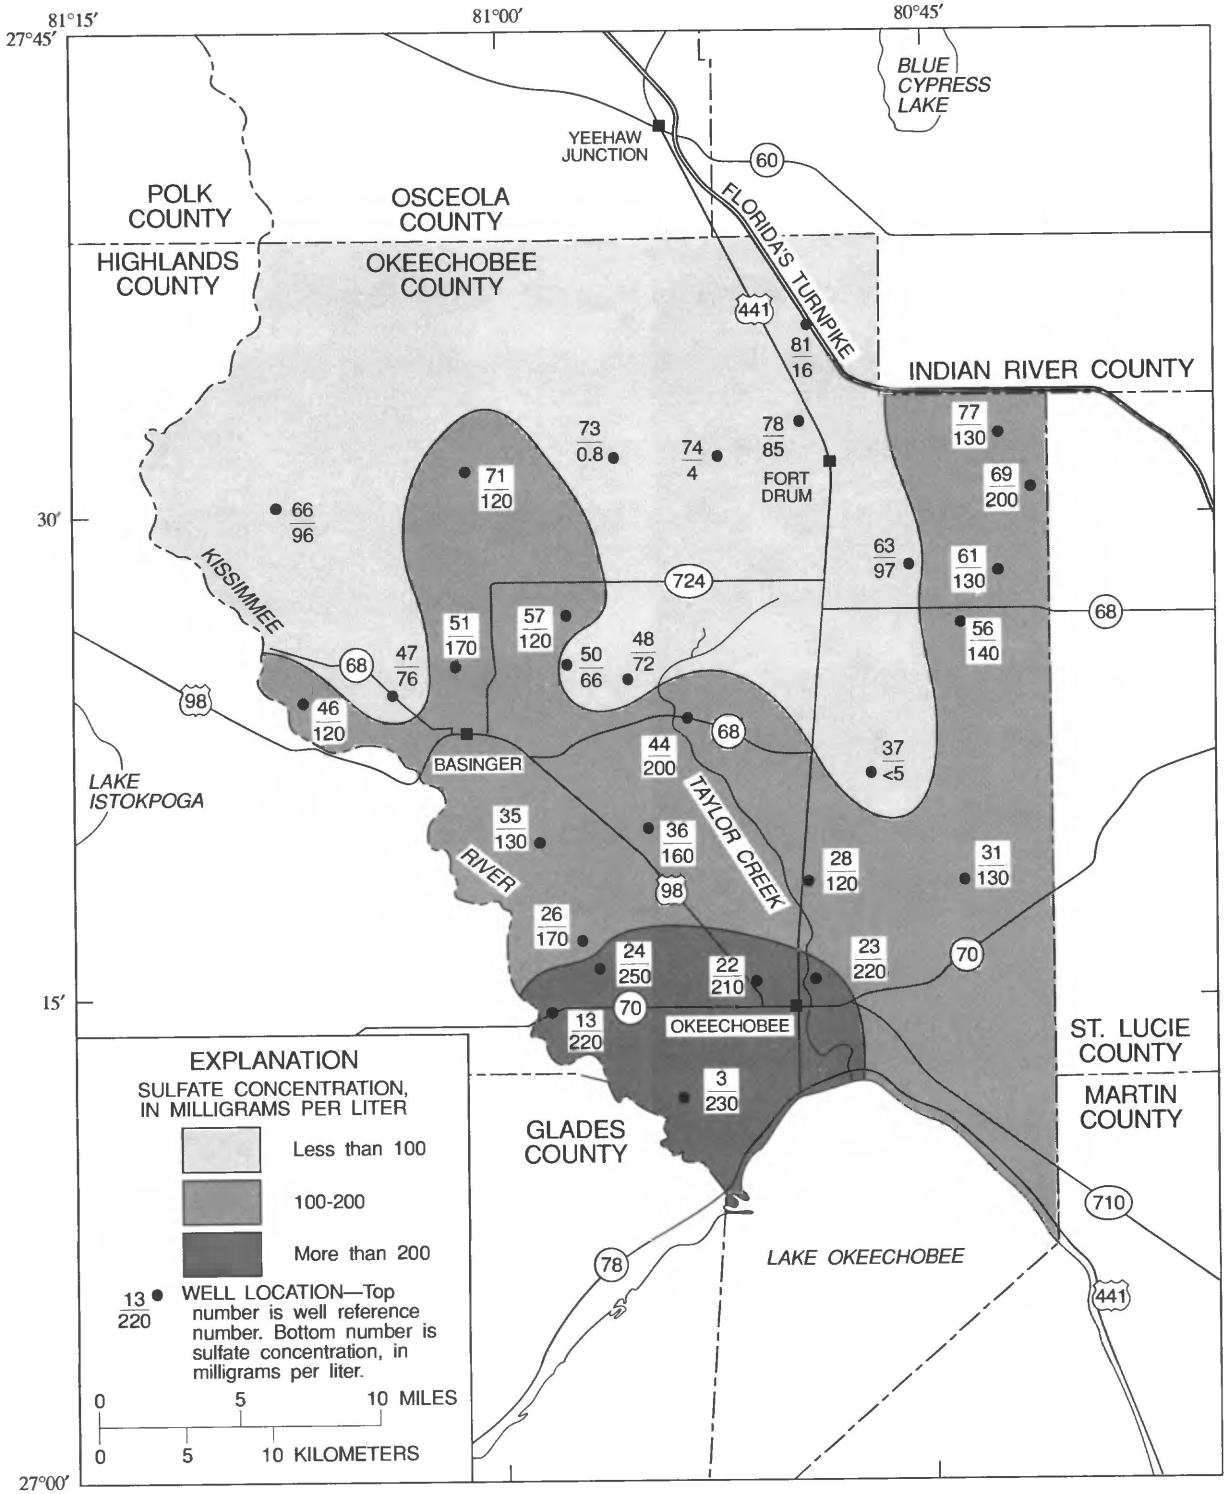 81°15′
81°00′
80°45′
27°45′
BLUE
CYPRESS
LAKE
YEEHAW
JUNCTION
60
POLK
COUNTY
OSCEOLA
COUNTY
FLORIDA'S TURNPIKE
HIGHLANDS
COUNTY
OKEECHOBEE
COUNTY
441
81
16
INDIAN RIVER COUNTY
77
130
73
0.8
74
4
78
85
FORT
DRUM
71
120
69
200
30′
66
96
KISSIMMEE
63
97
61
130
724
68
57
120
51
170
56
140
48
72
47
76
50
66
68
98
46
120
68
BASINGER
44
200
37
<5
LAKE
ISTOKPOGA
TAYLOR CREEK
35
130
36
160
RIVER
98
28
120
31
130
26
170
24
250
22
210
23
220
70
15′
70
13
220
OKEECHOBEE
ST. LUCIE
COUNTY
MARTIN
COUNTY
3
230
GLADES
COUNTY
710
LAKE OKEECHOBEE
78
441
EXPLANATION
SULFATE CONCENTRATION,
IN MILLIGRAMS PER LITER
Less than 100
100-200
More than 200
13
220
WELL LOCATION—Top
number is well reference
number. Bottom number is
sulfate concentration, in
milligrams per liter.
0 5 10 MILES
0 5 10 KILOMETERS
27°00′